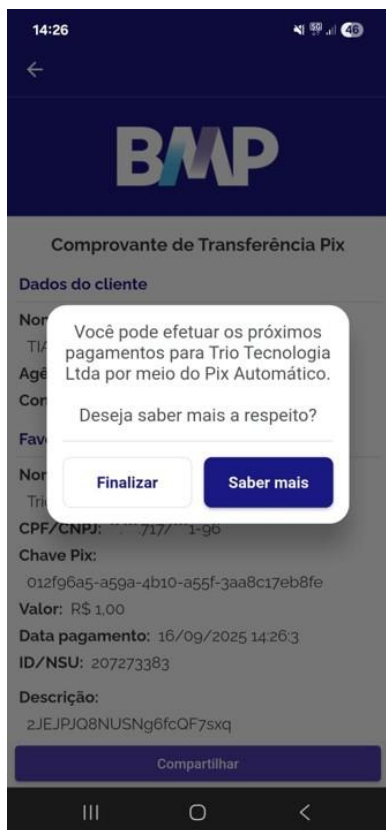 14:26
5G
46
BMP
Comprovante de Transferência Pix
Dados do cliente
Você pode efetuar os próximos
pagamentos para Trio Tecnologia
Ltda por meio do Pix Automático.
Deseja saber mais a respeito?
Finalizar
Saber mais
CPF/CNPJ:
Chave Pix:
012f96a5-a59a-4b10-a55f-3aa8c17eb8fe
Valor: R$ 1,00
Data pagamento: 16/09/2025 14:26:3
ID/NSU: 207273383
Descrição:
2JEJPJQ8NUSNg6fcQF7sxq
Compartilhar